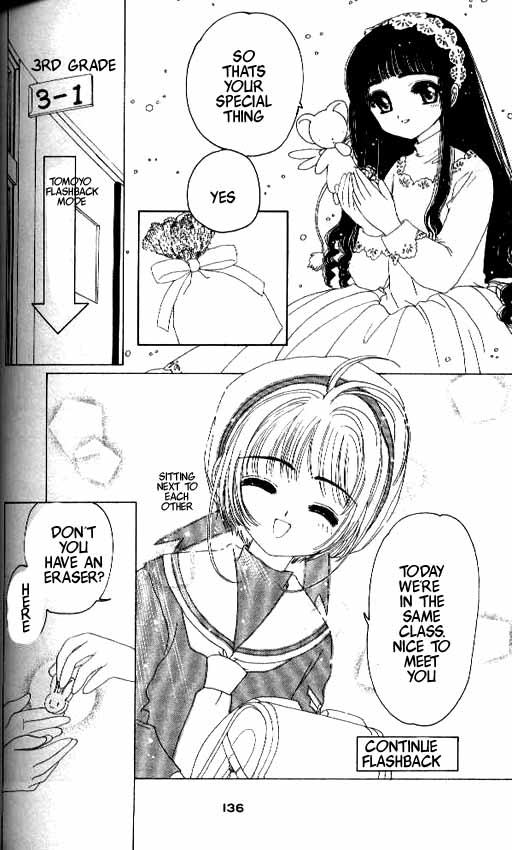 SO
THATS
YOUR
SPECIAL
THING
YES
3RD GRADE
3-1
TOMOYO
FLASHBACK
MODE
SITTING
NEXT TO
EACH
OTHER
TODAY
WERE
IN THE
SAME
CLASS.
NICE TO
MEET
YOU
CONTINUE
FLASHBACK
DON'T
YOU
HAVE AN
ERASER?
HERE
136